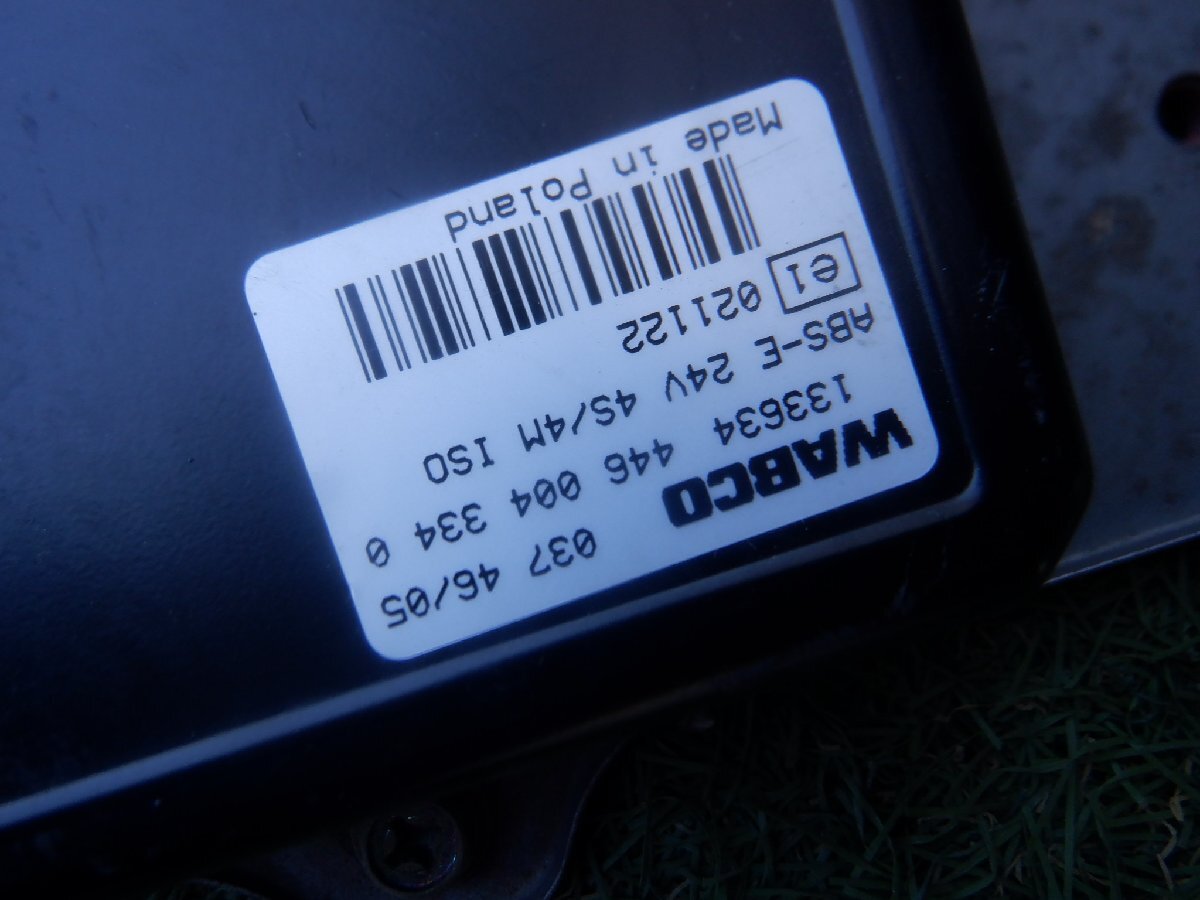 WABCO 037 46/05
133634 446 004 334 0
ABS-E 24V 4S/4M ISO
e1 021122
Made in Poland